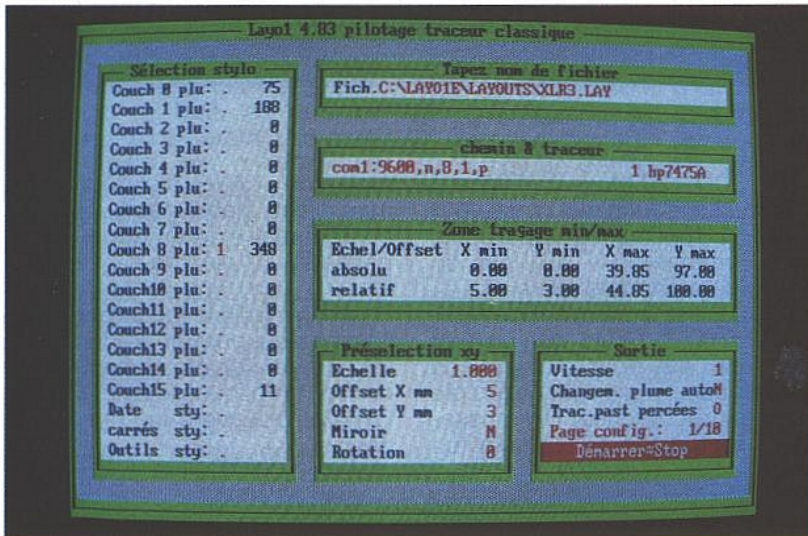 Layo1 4.83 pilotage traceur classique
Sélection stylo
Couch 0 plu: . 75
Couch 1 plu: . 188
Couch 2 plu: . 0
Couch 3 plu: . 0
Couch 4 plu: . 0
Couch 5 plu: . 0
Couch 6 plu: . 0
Couch 7 plu: . 0
Couch 8 plu: 1 348
Couch 9 plu: . 0
Couch10 plu: . 0
Couch11 plu: . 0
Couch12 plu: . 0
Couch13 plu: . 0
Couch14 plu: . 0
Couch15 plu: . 11
Date sty: .
carrés sty: .
Outils sty: .
Tapez nom de fichier
Fich.C:\LAYO1E\LAYOUTS\XLR3.LAY
chemin & traceur
com1:9600,n,8,1,p 1 hp7475A
Zone traçage min/max
Echel/Offset X min Y min X max Y max
absolu 0.00 0.00 39.85 97.00
relatif 5.00 3.00 44.85 100.00
Préselection xy
Echelle 1.000
Offset X mm 5
Offset Y mm 3
Miroir N
Rotation 0
Sortie
Vitesse 1
Changem. plume autoN
Trac.past percées O
Page config.: 1/10
Démarrer=Stop